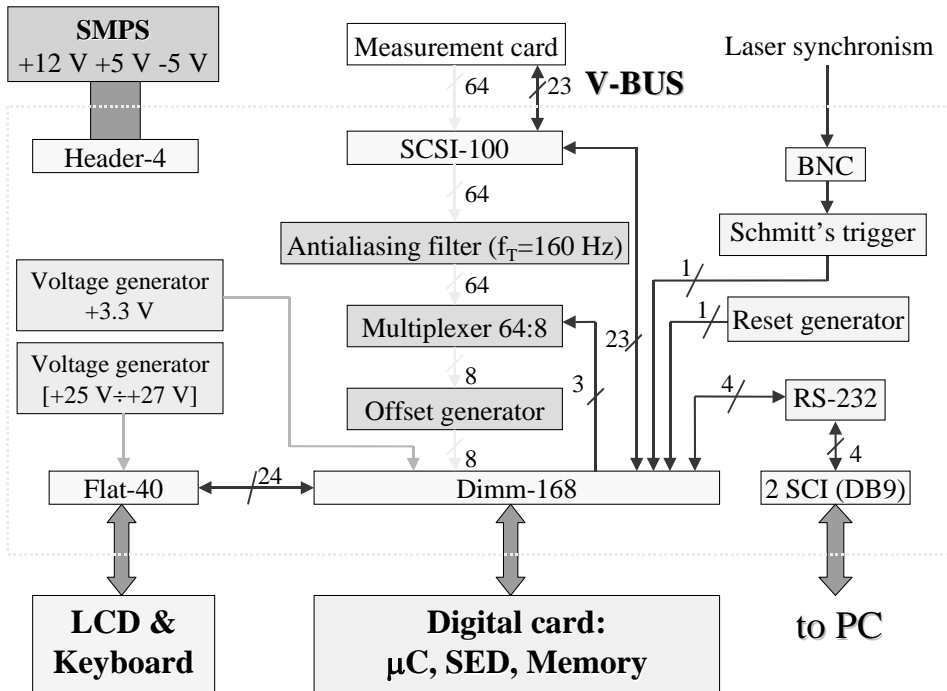 SMPS
+12 V +5 V -5 V
Header-4
Measurement card
64
23
V-BUS
SCSI-100
64
Antialiasing filter (fT=160 Hz)
64
Multiplexer 64:8
8
Offset generator
8
3
23
Laser synchronism
BNC
Schmitt’s trigger
1
Reset generator
1
RS-232
4
4
2 SCI (DB9)
Voltage generator
+3.3 V
Voltage generator
[+25 V÷+27 V]
Flat-40
24
Dimm-168
LCD &
Keyboard
Digital card:
μC, SED, Memory
to PC